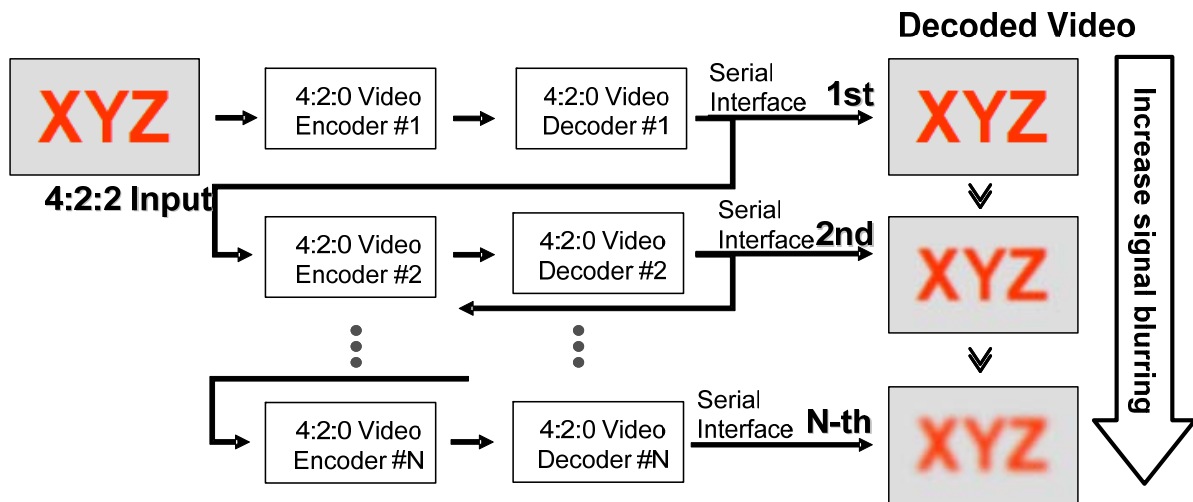 Decoded Video
XYZ
4:2:2 Input
4:2:0 Video
Encoder #1
4:2:0 Video
Decoder #1
Serial
Interface
1st
XYZ
4:2:0 Video
Encoder #2
4:2:0 Video
Decoder #2
Serial
Interface
2nd
XYZ
4:2:0 Video
Encoder #N
4:2:0 Video
Decoder #N
Serial
Interface
N-th
XYZ
Increase signal blurring